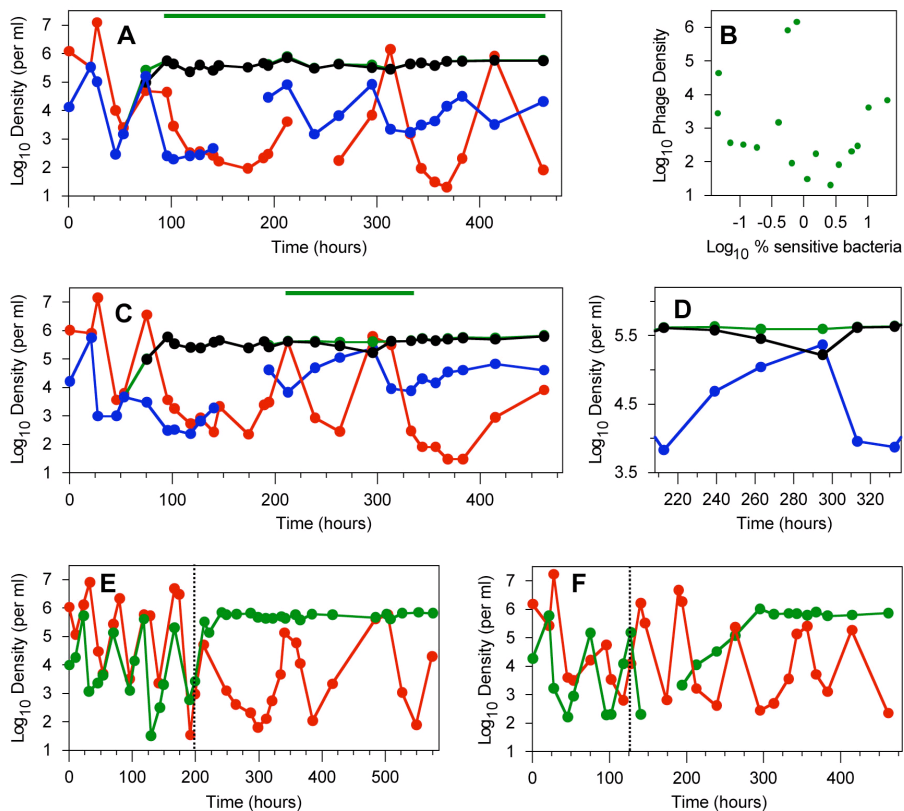 A
Log10 Density (per ml)
7
6
5
4
3
2
1
0 100 200 300 400
Time (hours)
B
Log10 Phage Density
6
5
4
3
2
1
-1 -0.5 0 0.5 1
Log10 % sensitive bacteria
C
Log10 Density (per ml)
7
6
5
4
3
2
1
0 100 200 300 400
Time (hours)
D
Log10 Density (per ml)
5.5
4.5
3.5
220 240 260 280 300 320
Time (hours)
E
Log10 Density (per ml)
7
6
5
4
3
2
1
0 100 200 300 400 500
Time (hours)
F
Log10 Density (per ml)
7
6
5
4
3
2
1
0 100 200 300 400
Time (hours)